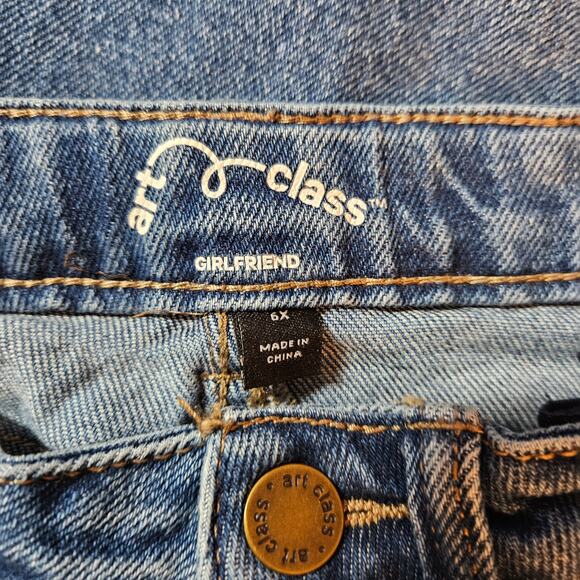 art class™
GIRLFRIEND
6X
MADE IN
CHINA
art class • art class •